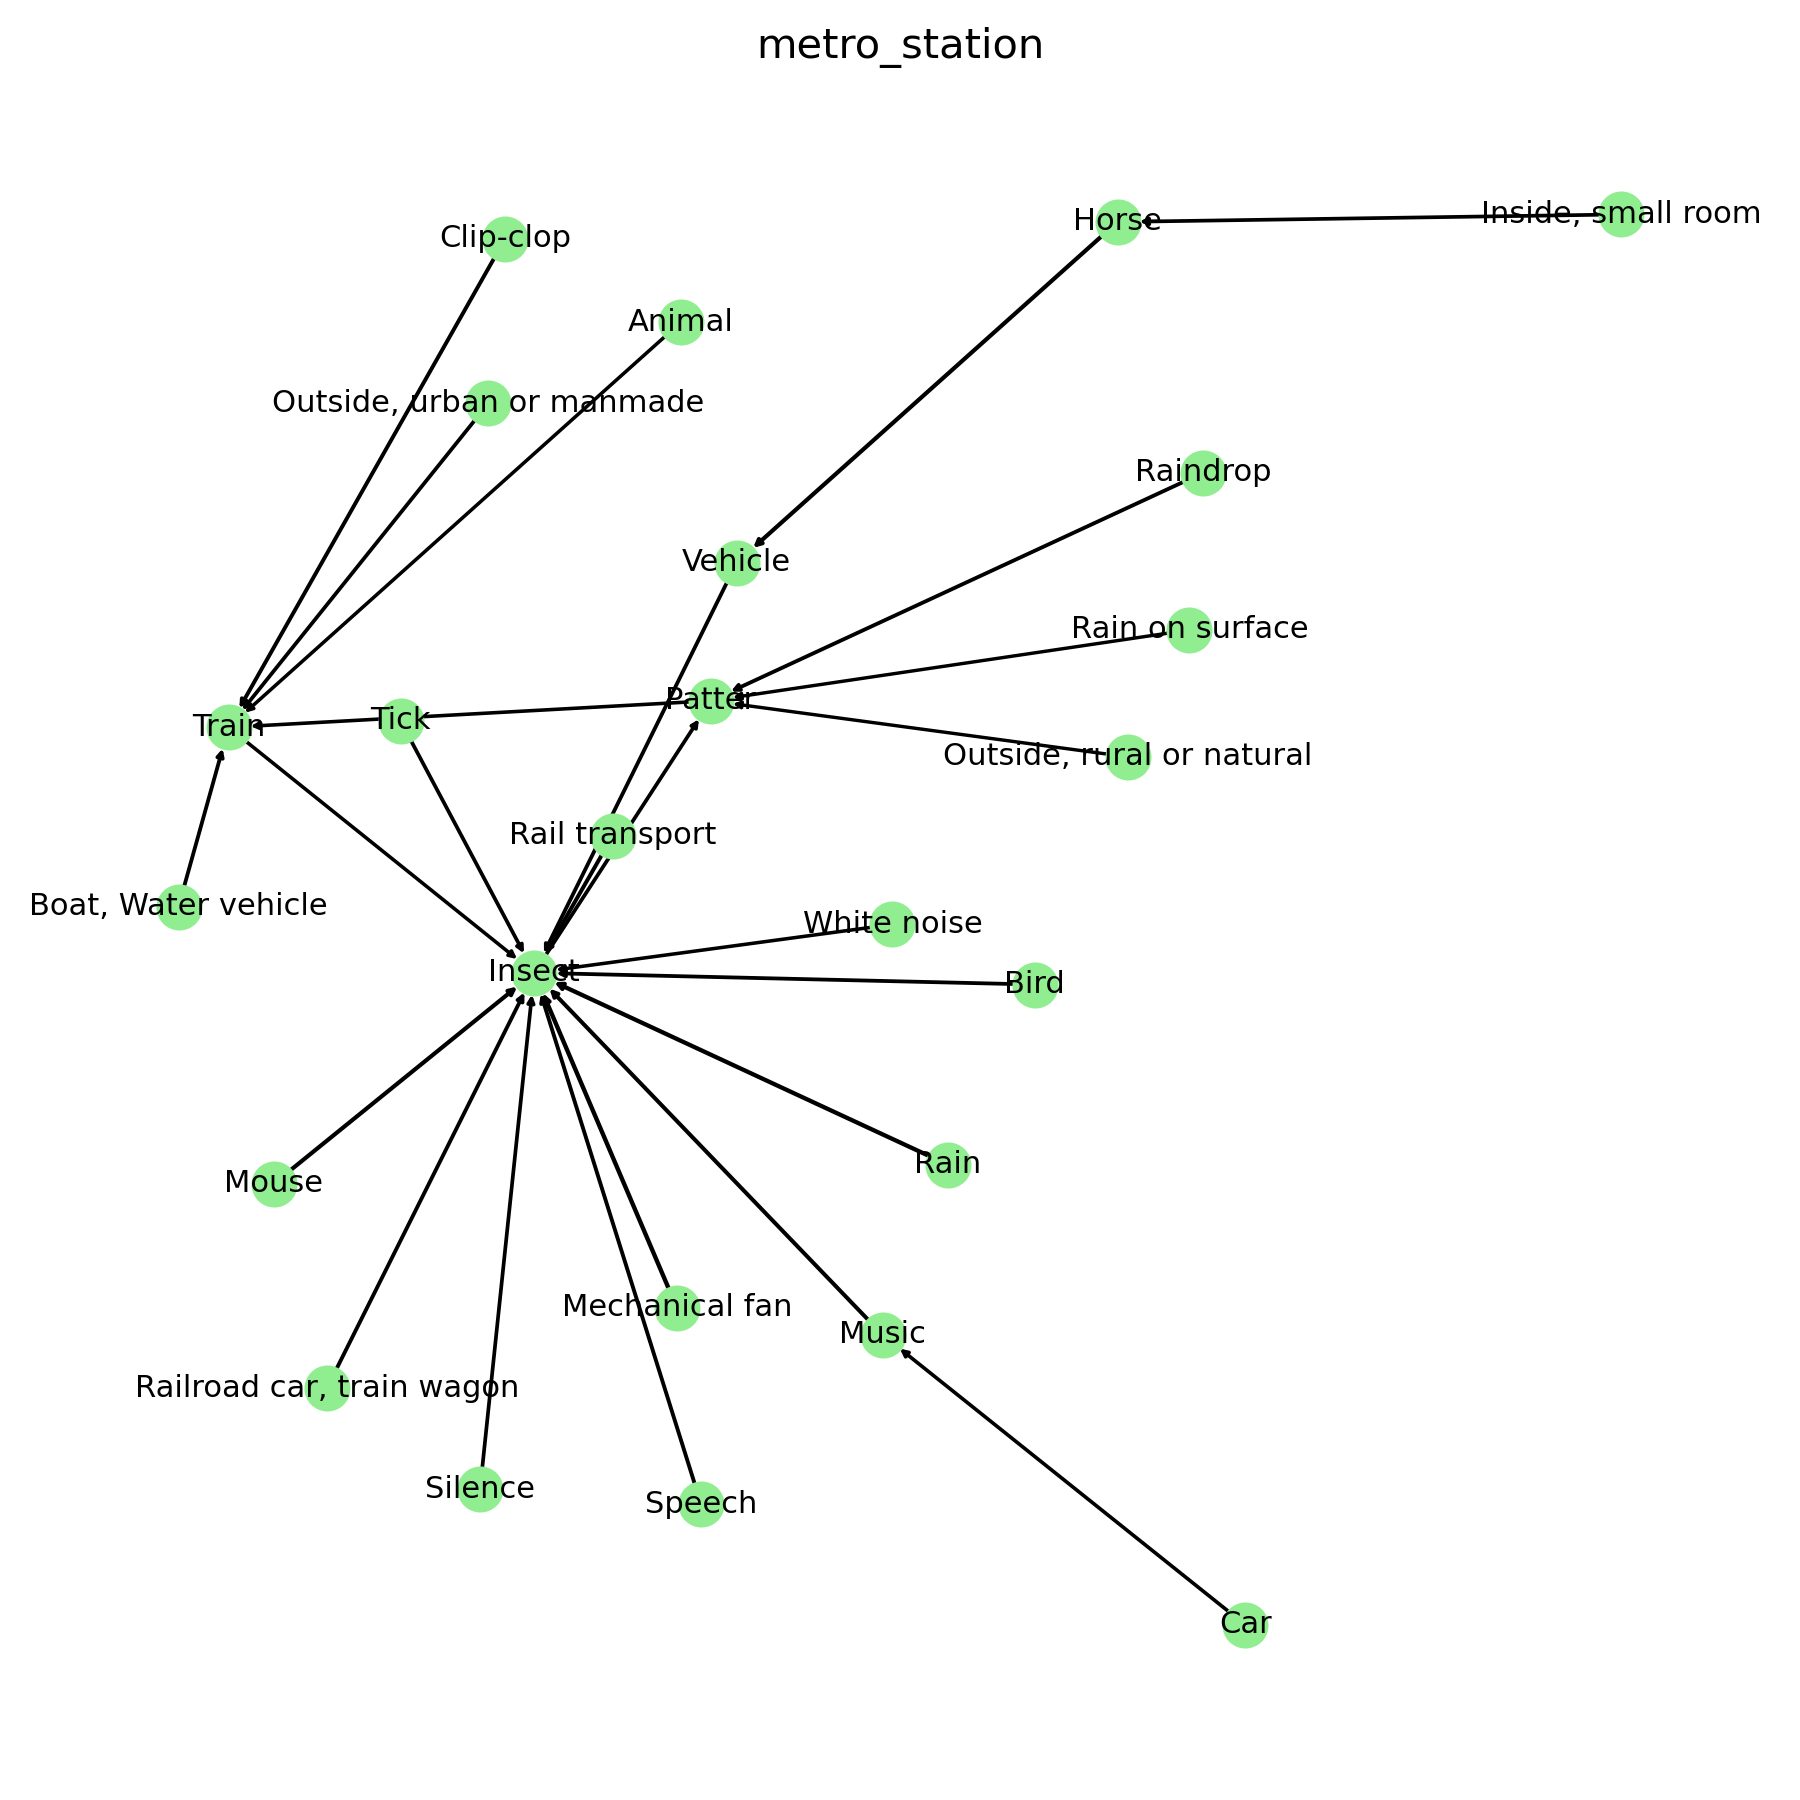 metro_station
Inside, small room
Horse
Clip-clop
Animal
Outside, urban or manmade
Raindrop
Vehicle
Rain on surface
Patter
Tick
Train
Outside, rural or natural
Rail transport
Boat, Water vehicle
White noise
Insect
Bird
Rain
Mouse
Mechanical fan
Music
Railroad car, train wagon
Silence
Speech
Car